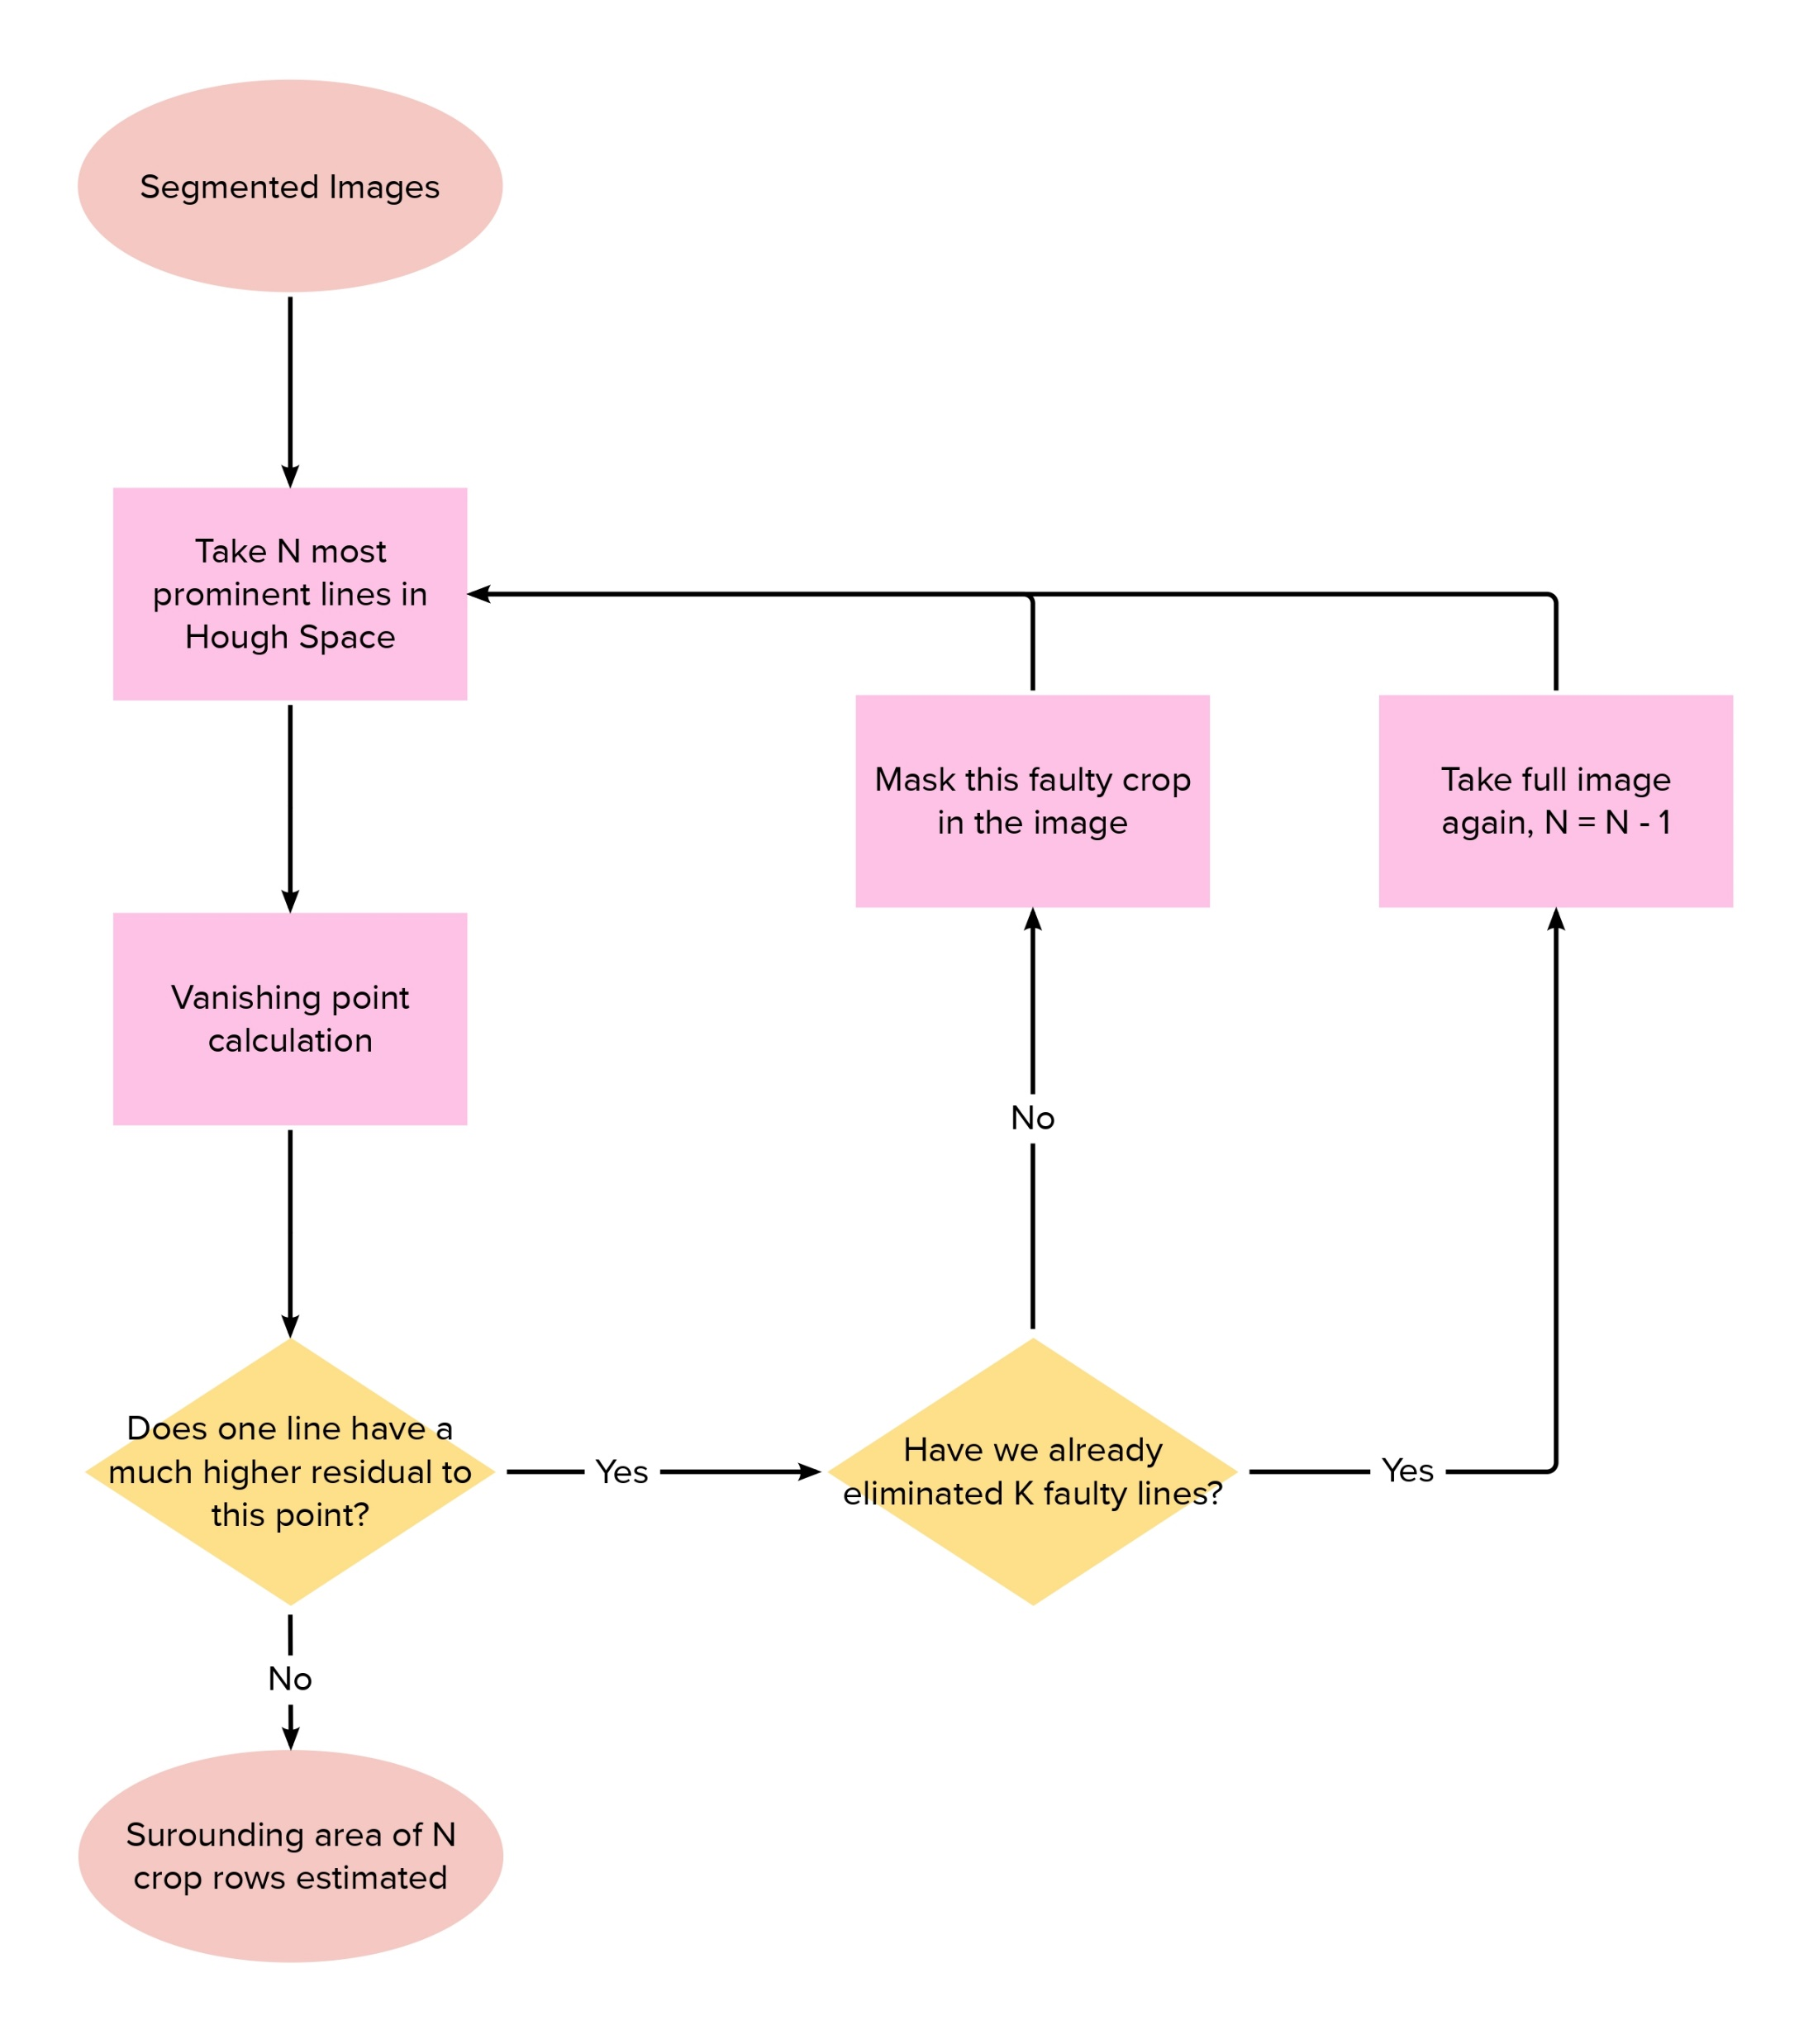 Segmented Images
Take N most
prominent lines in
Hough Space
Mask this faulty crop
in the image
Take full image
again, N = N - 1
Vanishing point
calculation
No
Does one line have a
much higher residual to
this point?
Yes
Have we already
eliminated K faulty lines?
Yes
No
Surounding area of N
crop rows estimated